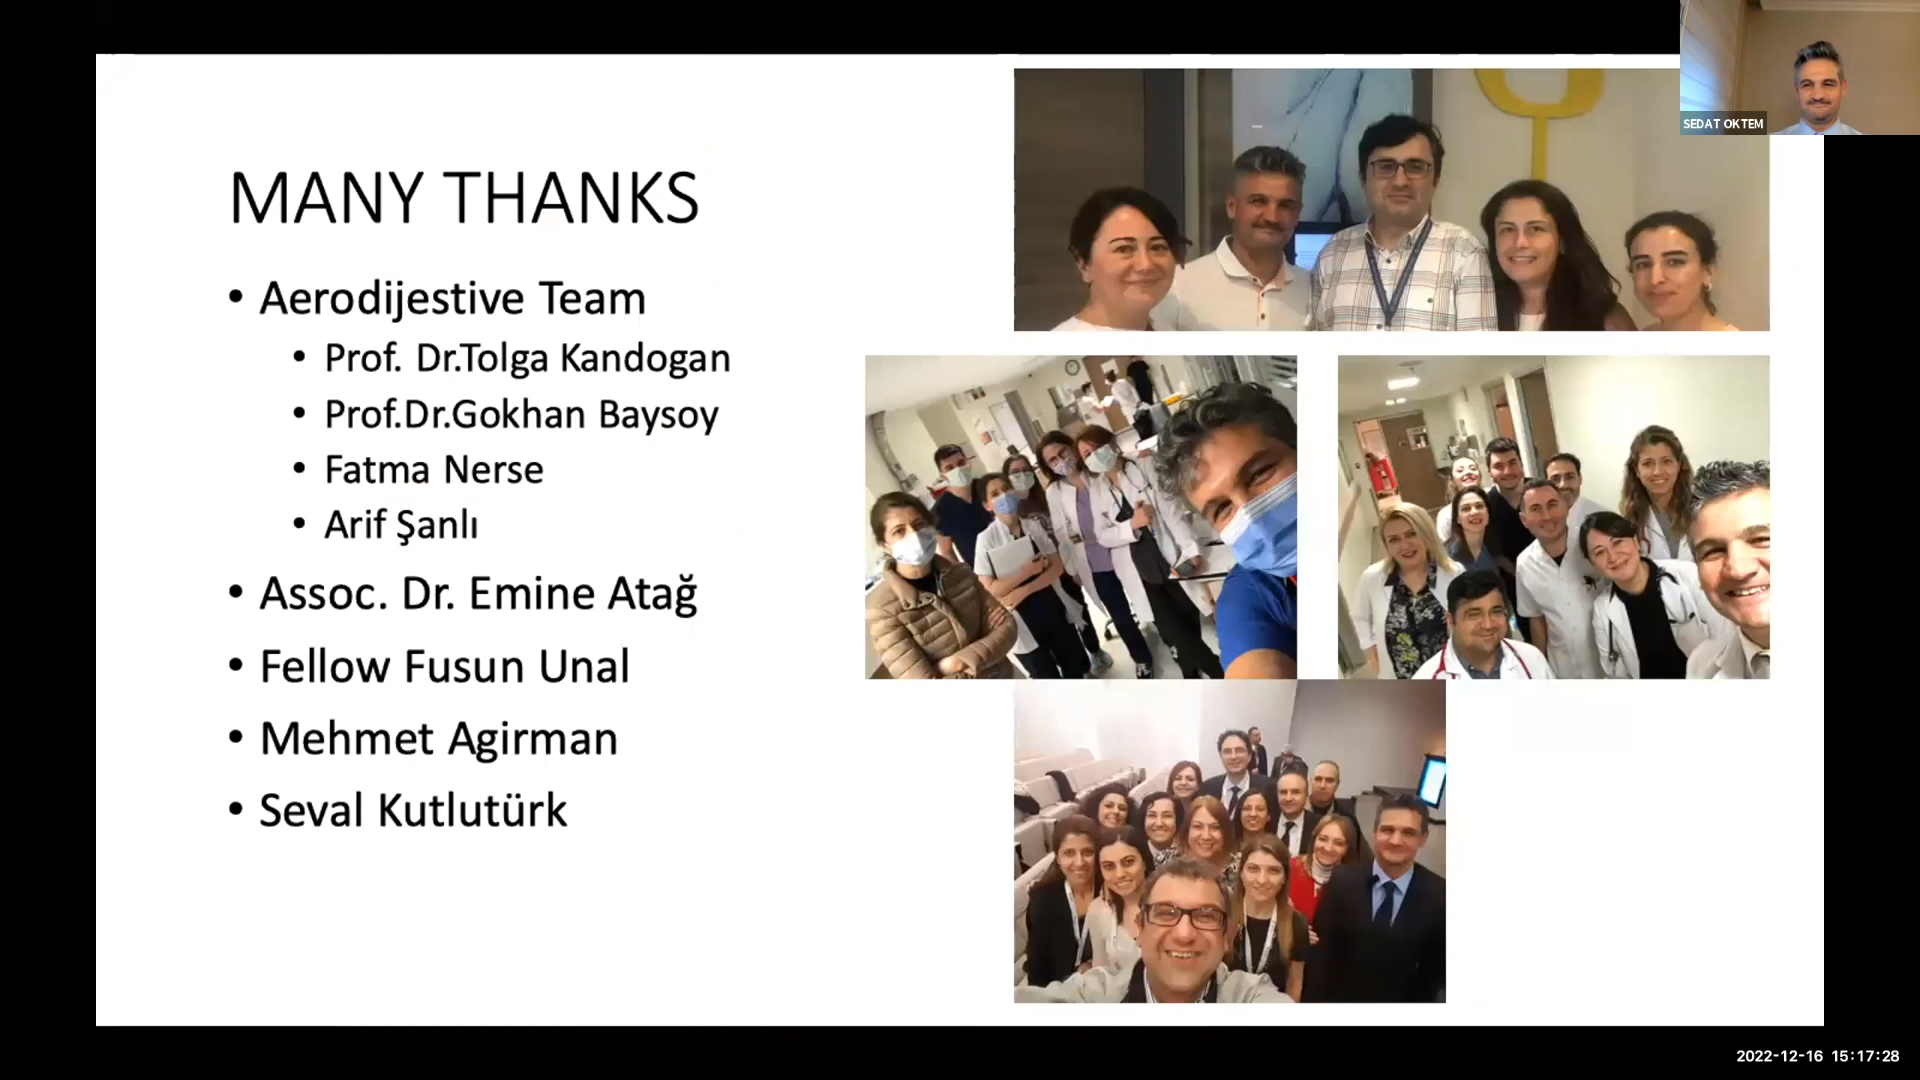 SEDAT OKTEM
MANY THANKS
• Aerodijestive Team
• Prof. Dr.Tolga Kandogan
• Prof.Dr.Gokhan Baysoy
• Fatma Nerse
• Arif Şanlı
• Assoc. Dr. Emine Atağ
• Fellow Fusun Unal
• Mehmet Agirman
• Seval Kutlutürk
2022-12-16 15:17:28